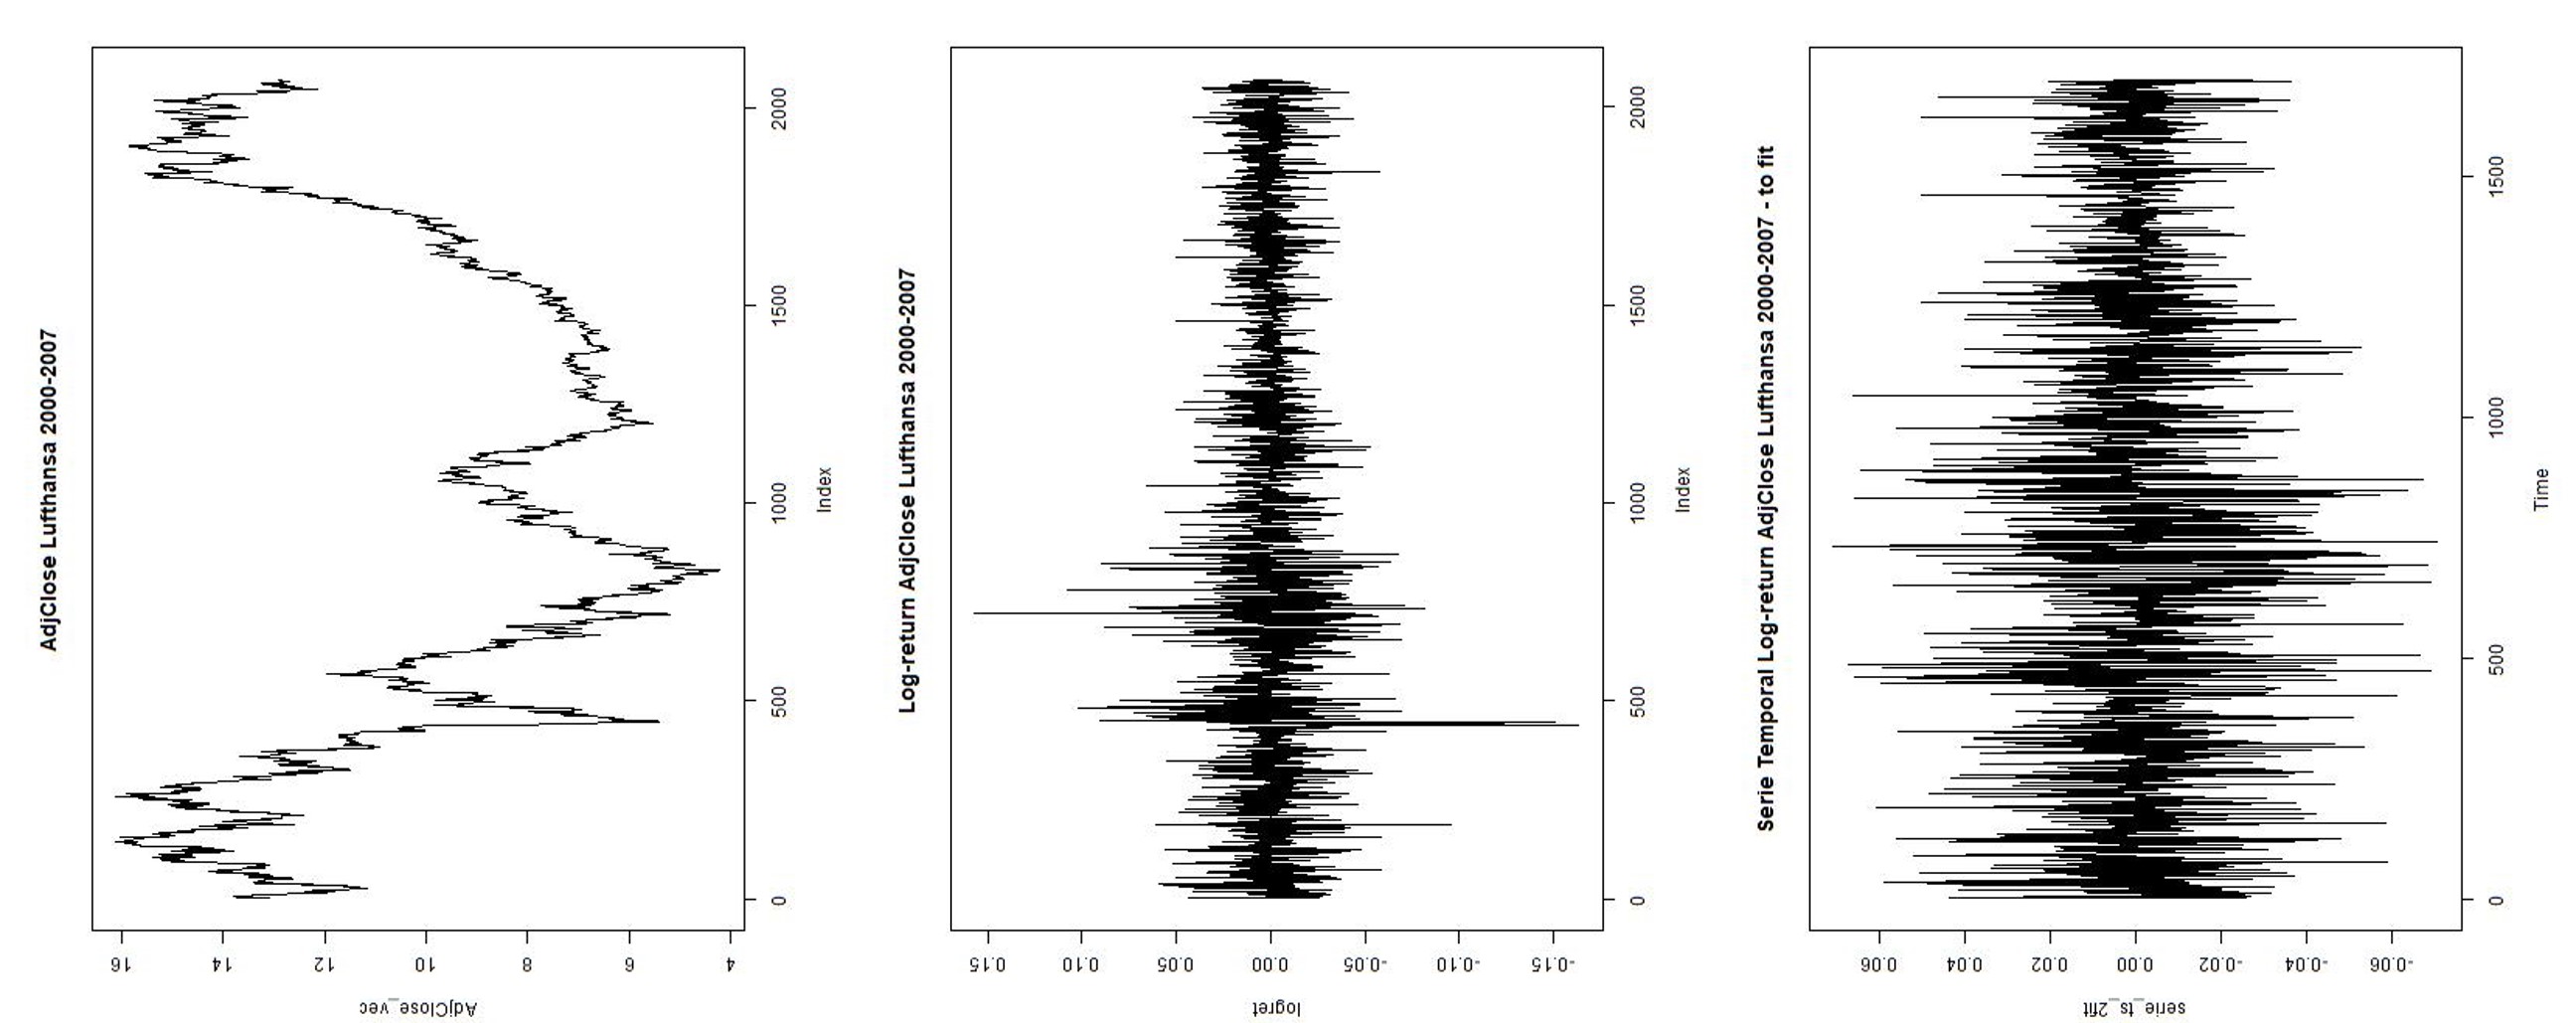 AdjClose Lufthansa 2000-2007
16
14
12
10
8
6
4
AdjClose_vec
0 500 1000 1500 2000
Index
Log-return AdjClose Lufthansa 2000-2007
0.15
0.10
0.05
0.00
-0.05
-0.10
-0.15
logret
0 500 1000 1500 2000
Index
Serie Temporal Log-return AdjClose Lufthansa 2000-2007 - to fit
0.06
0.04
0.02
0.00
-0.02
-0.04
-0.06
serie_ts_2fit
0 500 1000 1500
Time